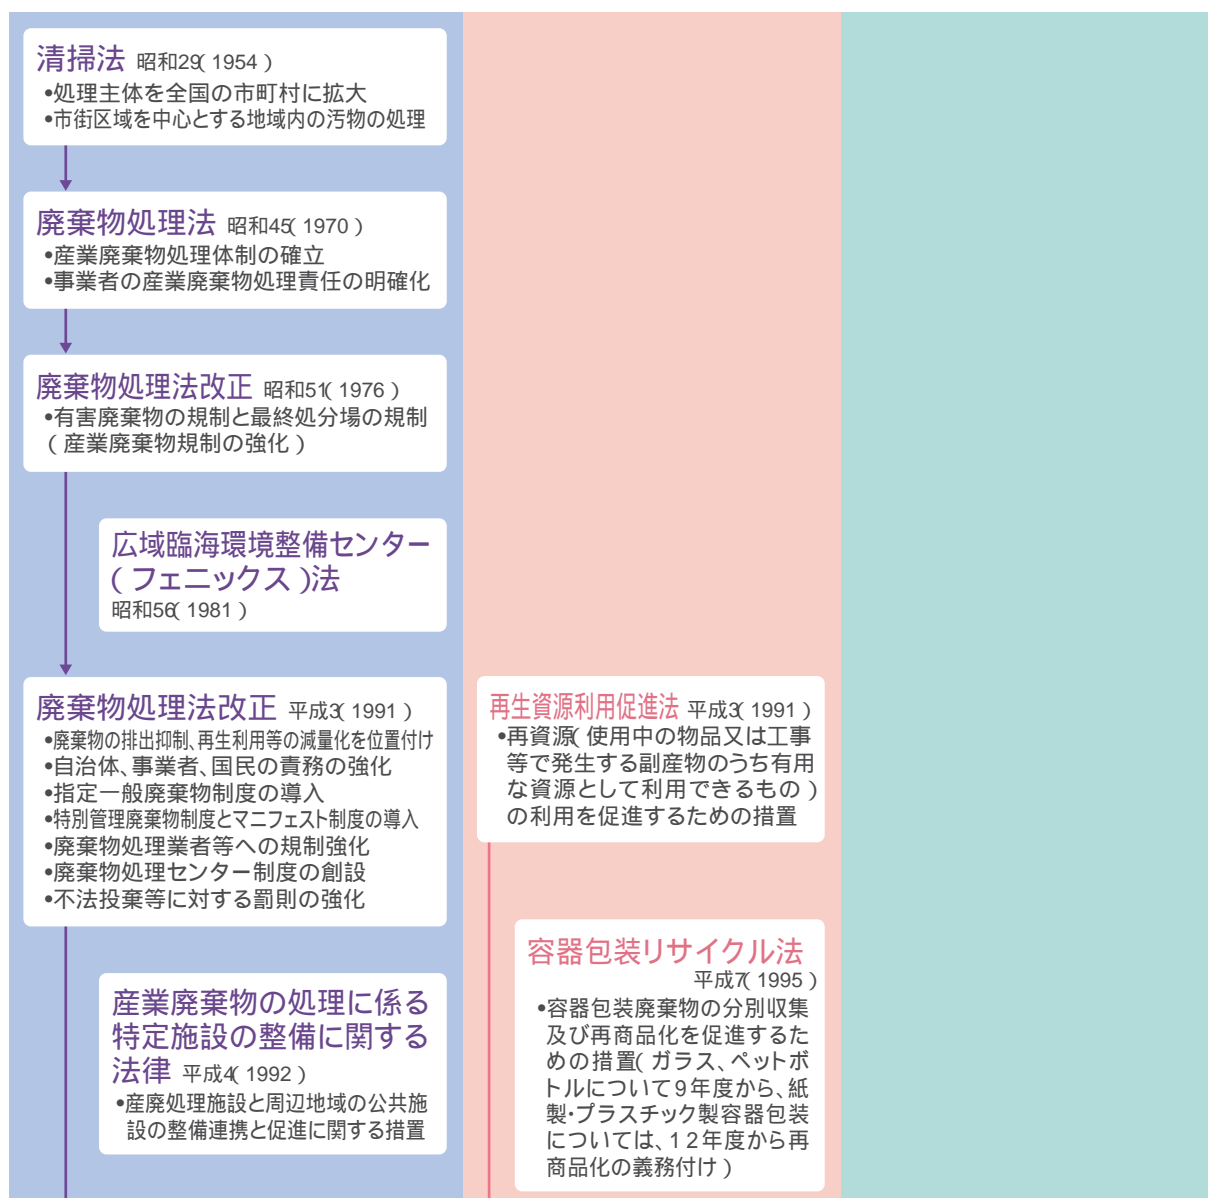 清掃法 昭和29(1954)
•処理主体を全国の市町村に拡大
•市街区域を中心とする地域内の汚物の処理
廃棄物処理法 昭和45(1970)
•産業廃棄物処理体制の確立
•事業者の産業廃棄物処理責任の明確化
廃棄物処理法改正 昭和51(1976)
•有害廃棄物の規制と最終処分場の規制
(産業廃棄物規制の強化)
広域臨海環境整備センター
(フェニックス)法
昭和56(1981)
廃棄物処理法改正 平成3(1991)
•廃棄物の排出抑制、再生利用等の減量化を位置付け
•自治体、事業者、国民の責務の強化
•指定一般廃棄物制度の導入
•特別管理廃棄物制度とマニフェスト制度の導入
•廃棄物処理業者等への規制強化
•廃棄物処理センター制度の創設
•不法投棄等に対する罰則の強化
産業廃棄物の処理に係る
特定施設の整備に関する
法律 平成4(1992)
•産廃処理施設と周辺地域の公共施
設の整備連携と促進に関する措置
再生資源利用促進法 平成3(1991)
•再資源(使用中の物品又は工事
等で発生する副産物のうち有用
な資源として利用できるもの)
の利用を促進するための措置
容器包装リサイクル法
平成7(1995)
•容器包装廃棄物の分別収集
及び再商品化を促進するた
めの措置(ガラス、ペットボ
トルについて9年度から、紙
製・プラスチック製容器包装
については、12年度から再
商品化の義務付け)